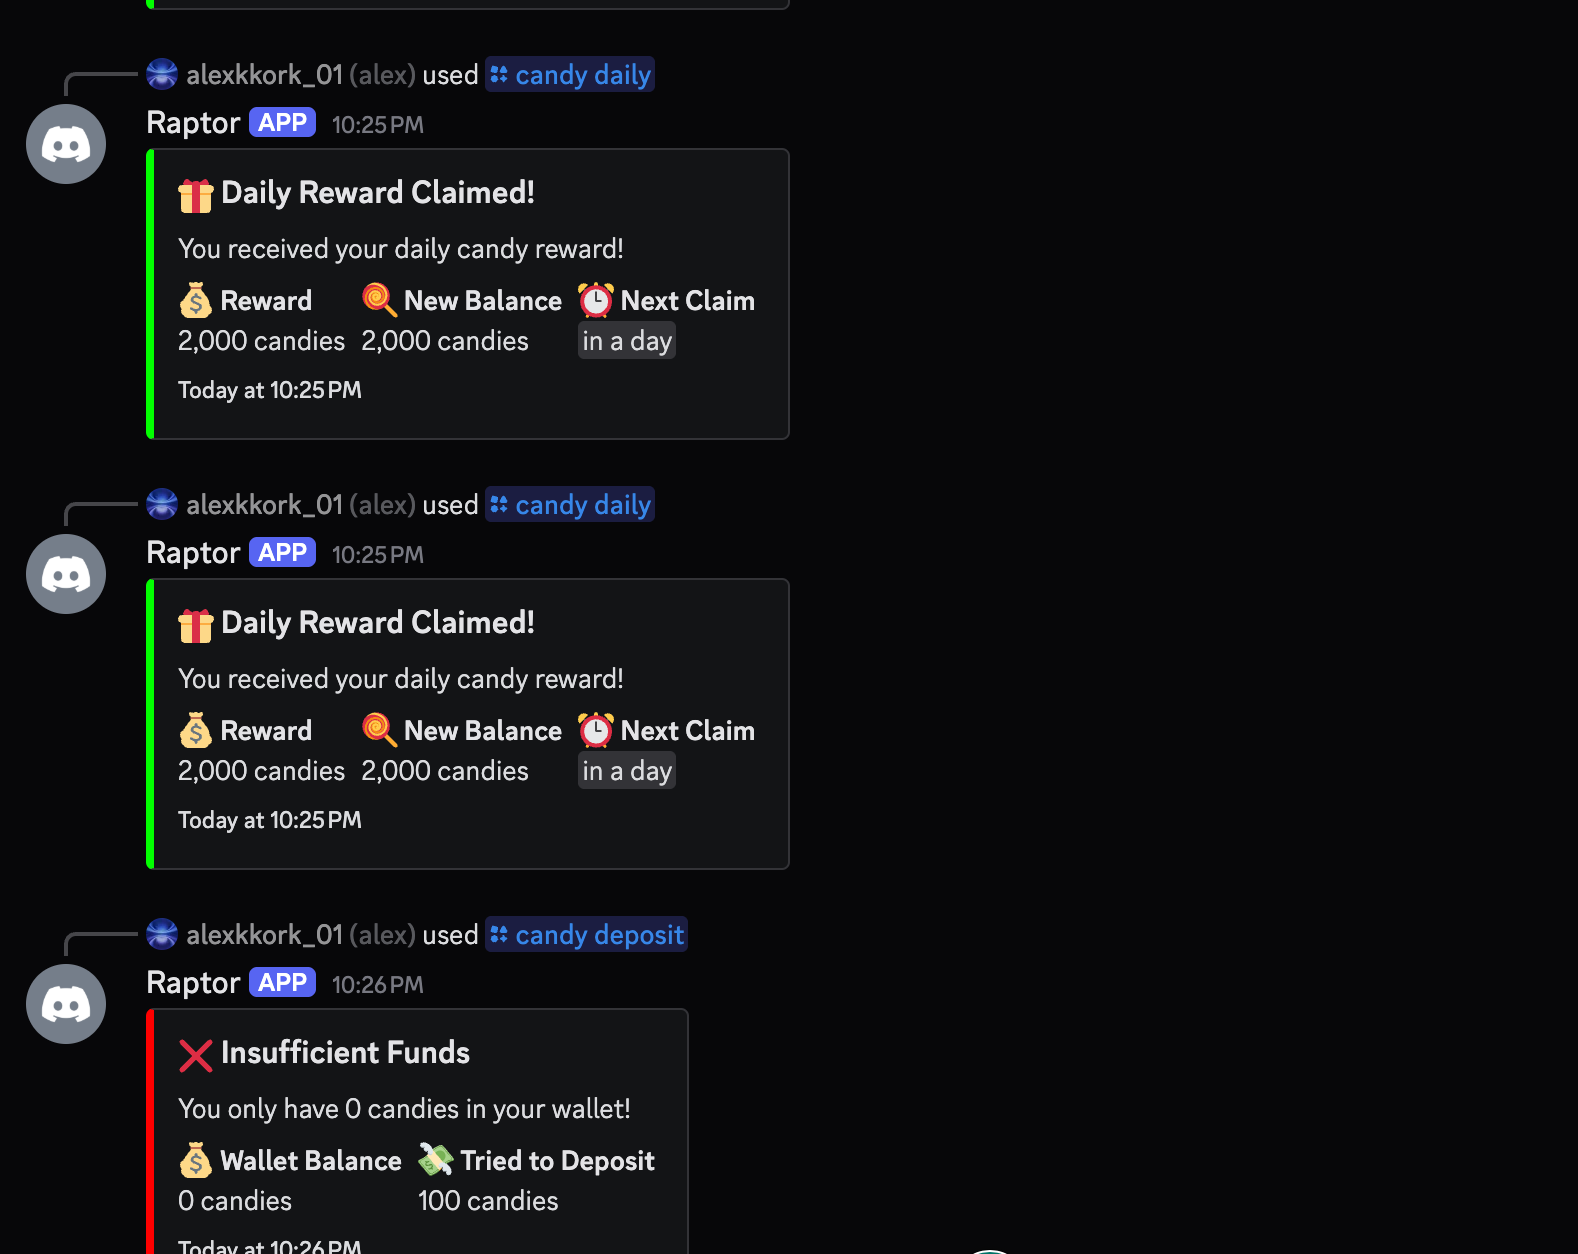 alexkkork_01 (alex) used candy daily
Raptor APP 10:25 PM
Daily Reward Claimed!
You received your daily candy reward!
Reward New Balance Next Claim
2,000 candies 2,000 candies in a day
Today at 10:25 PM
alexkkork_01 (alex) used candy daily
Raptor APP 10:25 PM
Daily Reward Claimed!
You received your daily candy reward!
Reward New Balance Next Claim
2,000 candies 2,000 candies in a day
Today at 10:25 PM
alexkkork_01 (alex) used candy deposit
Raptor APP 10:26 PM
Insufficient Funds
You only have 0 candies in your wallet!
Wallet Balance Tried to Deposit
0 candies 100 candies
Today at 10:26 PM